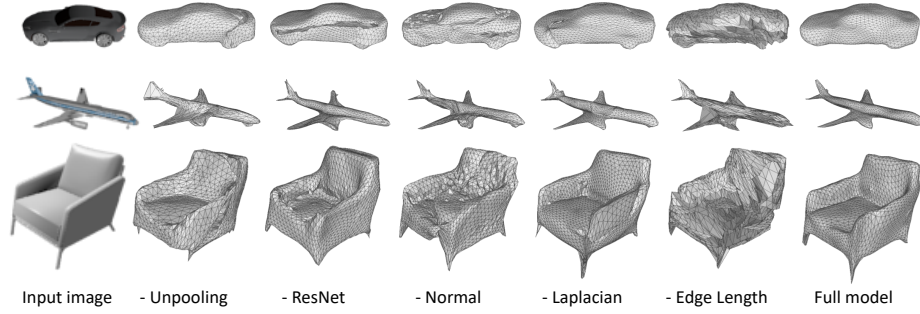 Input image - Unpooling - ResNet - Normal - Laplacian - Edge Length Full model